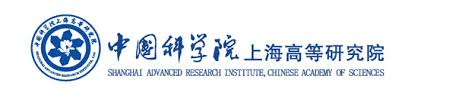 中国科学院上海高等研究院
SHANGHAI ADVANCED RESEARCH INSTITUTE, CHINESE ACADEMY OF SCIENCES